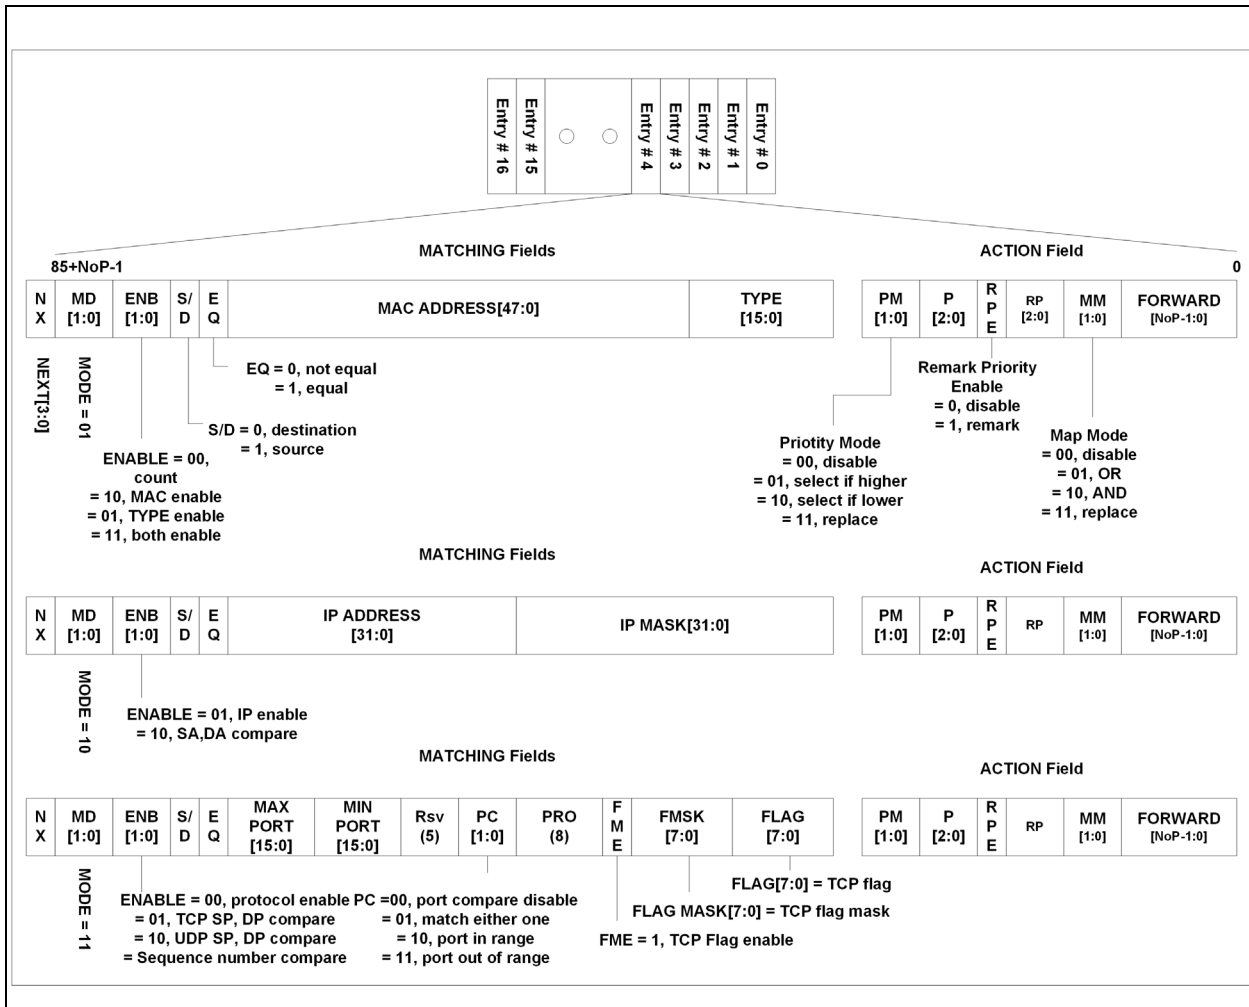 Entry # 16
Entry # 15
Entry # 4
Entry # 3
Entry # 2
Entry # 1
Entry # 0
MATCHING Fields
ACTION Field
85+NoP-1
0
N
X
MD
[1:0]
ENB
[1:0]
S/
D
E
Q
MAC ADDRESS[47:0]
TYPE
[15:0]
PM
[1:0]
P
[2:0]
R
P
E
RP
[2:0]
MM
[1:0]
FORWARD
[NoP-1:0]
NEXT[3:0]
MODE = 01
EQ = 0, not equal
= 1, equal
S/D = 0, destination
= 1, source
ENABLE = 00,
count
= 10, MAC enable
= 01, TYPE enable
= 11, both enable
Priotity Mode
= 00, disable
= 01, select if higher
= 10, select if lower
= 11, replace
Remark Priority
Enable
= 0, disable
= 1, remark
Map Mode
= 00, disable
= 01, OR
= 10, AND
= 11, replace
MATCHING Fields
ACTION Field
N
X
MD
[1:0]
ENB
[1:0]
S/
D
E
Q
IP ADDRESS
[31:0]
IP MASK[31:0]
PM
[1:0]
P
[2:0]
R
P
E
RP
MM
[1:0]
FORWARD
[NoP-1:0]
MODE = 10
ENABLE = 01, IP enable
= 10, SA,DA compare
MATCHING Fields
ACTION Field
N
X
MD
[1:0]
ENB
[1:0]
S/
D
E
Q
MAX
PORT
[15:0]
MIN
PORT
[15:0]
Rsv
(5)
PC
[1:0]
PRO
(8)
F
M
E
FMSK
[7:0]
FLAG
[7:0]
PM
[1:0]
P
[2:0]
R
P
E
RP
MM
[1:0]
FORWARD
[NoP-1:0]
MODE = 11
ENABLE = 00, protocol enable
= 01, TCP SP, DP compare
= 10, UDP SP, DP compare
= Sequence number compare
PC =00, port compare disable
= 01, match either one
= 10, port in range
= 11, port out of range
FLAG[7:0] = TCP flag
FLAG MASK[7:0] = TCP flag mask
FME = 1, TCP Flag enable